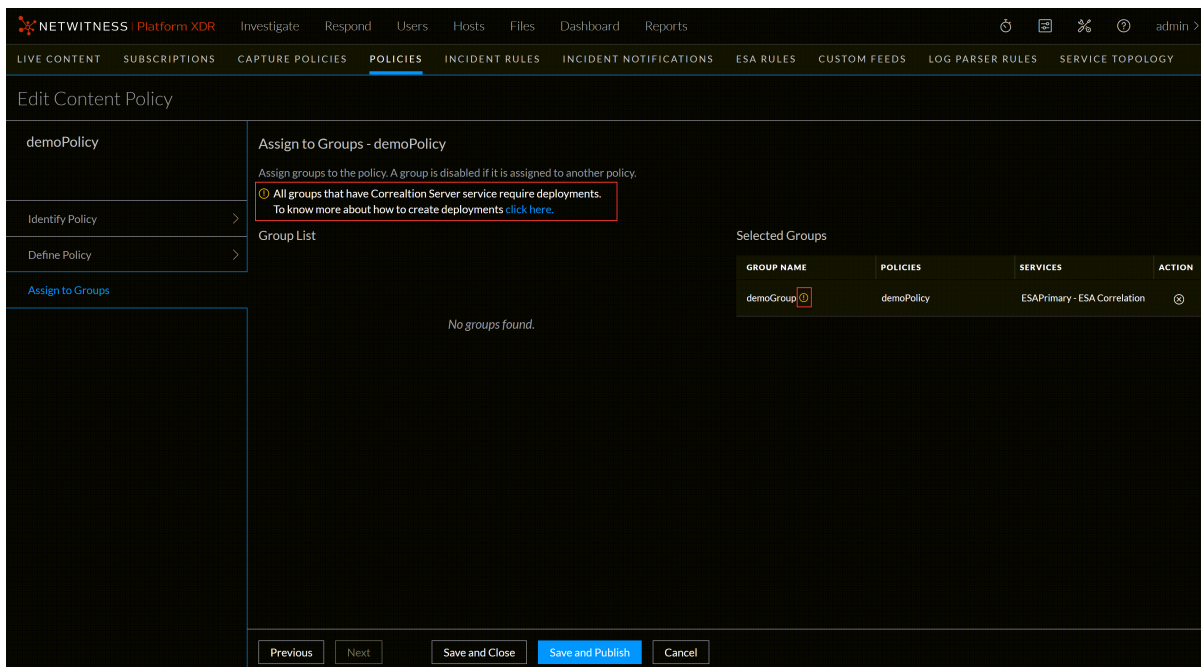 NETWITNESS Platform XDR Investigate Respond Users Hosts Files Dashboard Reports admin >
LIVE CONTENT SUBSCRIPTIONS CAPTURE POLICIES POLICIES INCIDENT RULES INCIDENT NOTIFICATIONS ESA RULES CUSTOM FEEDS LOG PARSER RULES SERVICE TOPOLOGY
Edit Content Policy
demoPolicy
Identify Policy
Define Policy
Assign to Groups
Assign to Groups - demoPolicy
Assign groups to the policy. A group is disabled if it is assigned to another policy.
All groups that have Correaltion Server service require deployments.
To know more about how to create deployments click here.
Group List
No groups found.
Selected Groups
GROUP NAME POLICIES SERVICES ACTION
demoGroup demoPolicy ESAPrimary - ESA Correlation
Previous Next Save and Close Save and Publish Cancel